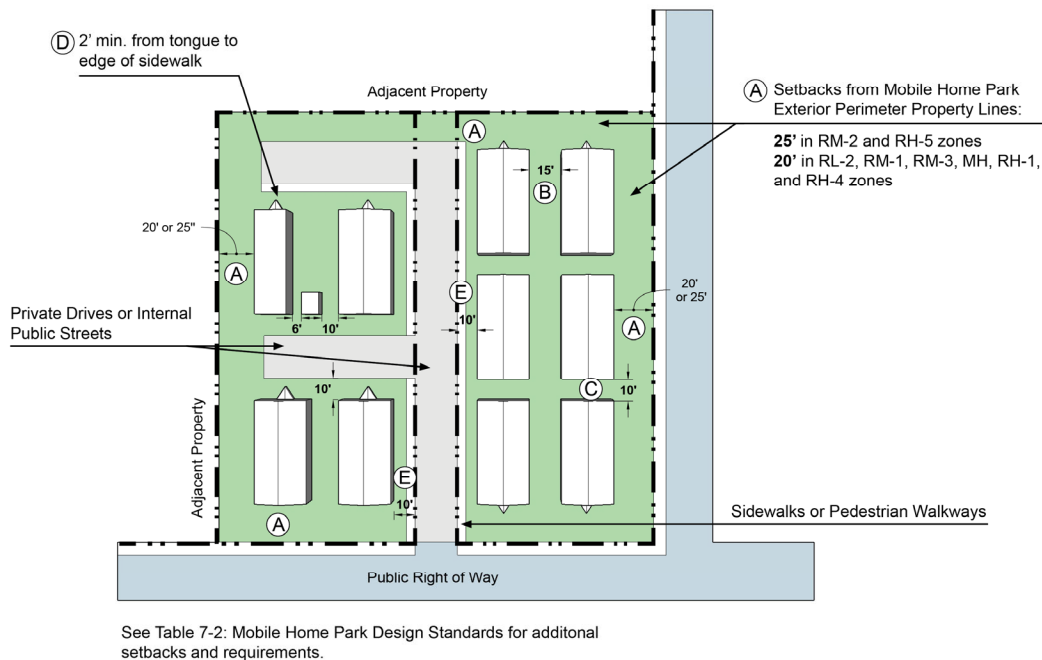 Ⓓ 2' min. from tongue to
edge of sidewalk
Adjacent Property
Ⓐ Setbacks from Mobile Home Park
Exterior Perimeter Property Lines:
25' in RM-2 and RH-5 zones
20' in RL-2, RM-1, RM-3, MH, RH-1,
and RH-4 zones
A
15'
B
20' or 25"
A
E
20'
or 25'
A
Private Drives or Internal
Public Streets
6'
10'
10'
10'
C
10'
Adjacent Property
E
10'
A
Sidewalks or Pedestrian Walkways
Public Right of Way
See Table 7-2: Mobile Home Park Design Standards for additonal
setbacks and requirements.